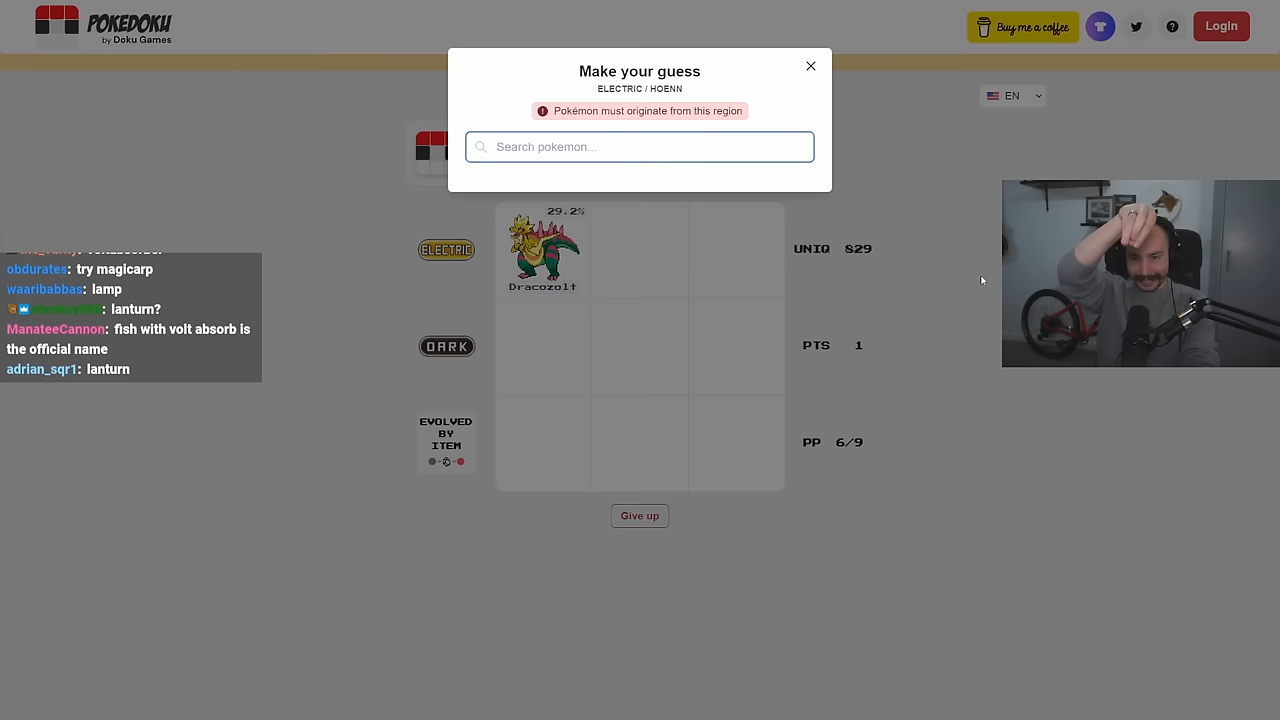 POKEDOKU
by Doku Games
Buy me a coffee
Login
EN
Make your guess
ELECTRIC / HOENN
Pokémon must originate from this region
Search pokemon...
29.2%
Dracozolt
ELECTRIC
DARK
EVOLVED
BY
ITEM
UNIQ 829
PTS 1
PP 6/9
Give up
obdurates: try magicarp
waaribabbas: lamp
: lanturn?
ManateeCannon: fish with volt absorb is
the official name
adrian_sqr1: lanturn